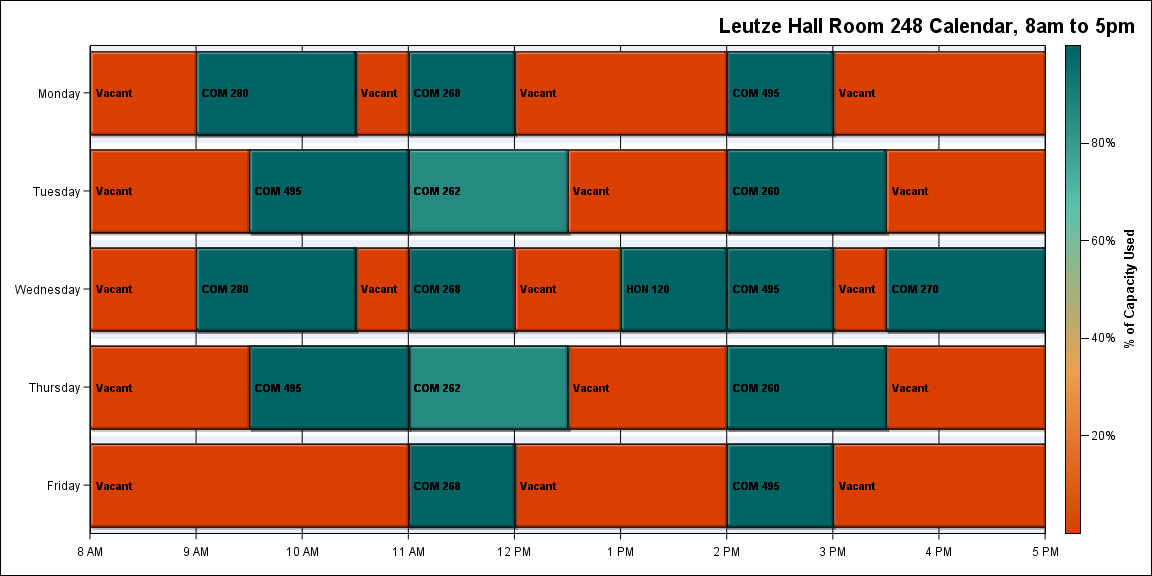 Leutze Hall Room 248 Calendar, 8am to 5pm
Monday
Vacant
COM 280
Vacant
COM 268
Vacant
COM 495
Vacant
Tuesday
Vacant
COM 495
COM 262
Vacant
COM 260
Vacant
Wednesday
Vacant
COM 280
Vacant
COM 268
Vacant
HON 120
COM 495
Vacant
COM 270
Thursday
Vacant
COM 495
COM 262
Vacant
COM 260
Vacant
Friday
Vacant
COM 268
Vacant
COM 495
Vacant
8 AM
9 AM
10 AM
11 AM
12 PM
1 PM
2 PM
3 PM
4 PM
5 PM
80%
60%
40%
20%
% of Capacity Used